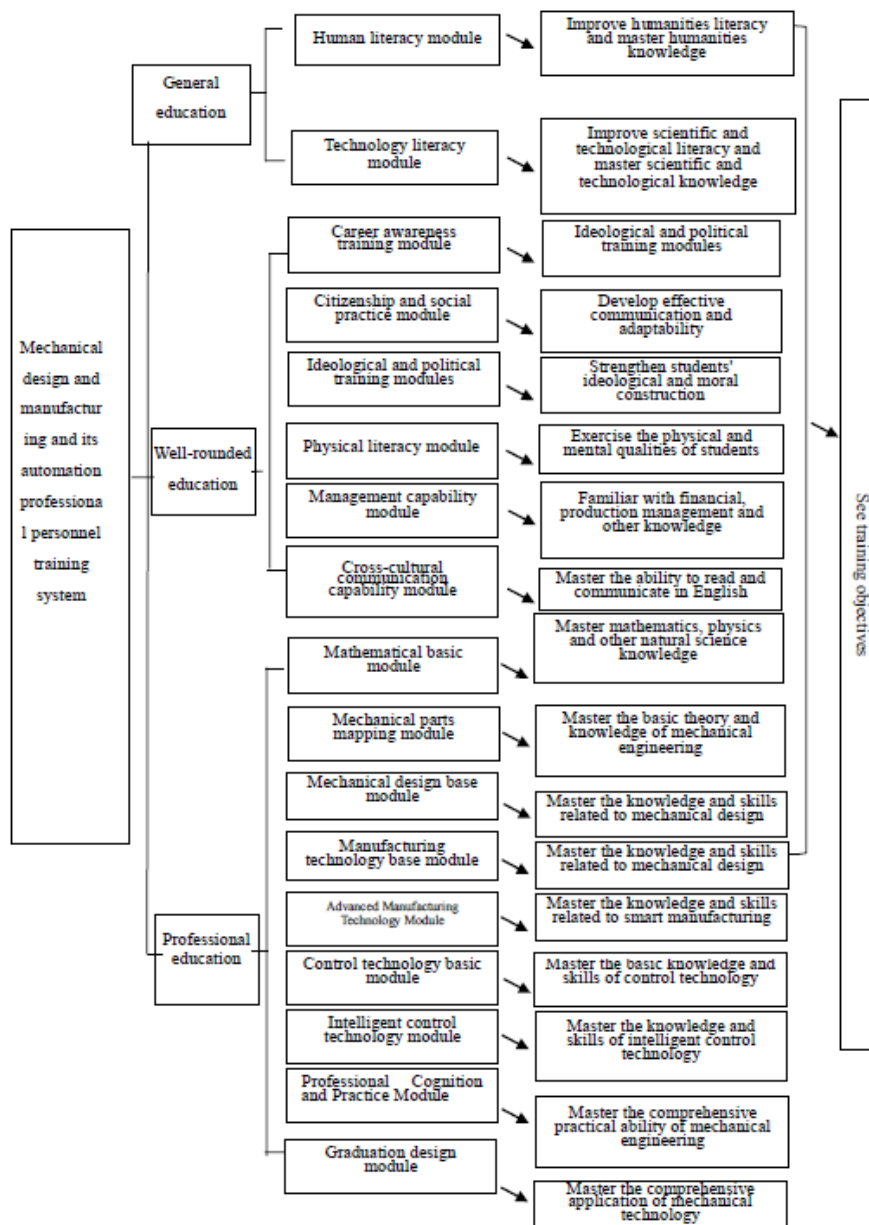 Mechanical
design and
manufactur
ing and its
automation
professiona
l personnel
training
system
General
education
Well-rounded
education
Professional
education
Human literacy module
Technology literacy
module
Career awareness
training module
Citizenship and social
practice module
Ideological and political
training modules
Physical literacy module
Management capability
module
Cross-cultural
communication
capability module
Mathematical basic
module
Mechanical parts
mapping module
Mechanical design base
module
Manufacturing
technology base module
Advanced Manufacturing
Technology Module
Control technology basic
module
Intelligent control
technology module
Professional Cognition
and Practice Module
Graduation design
module
Improve humanities literacy
and master humanities
knowledge
Improve scientific and
technological literacy and
master scientific and
technological knowledge
Ideological and political
training modules
Develop effective
communication and
adaptability
Strengthen students'
ideological and moral
construction
Exercise the physical and
mental qualities of students
Familiar with financial,
production management and
other knowledge
Master the ability to read and
communicate in English
Master mathematics, physics
and other natural science
knowledge
Master the basic theory and
knowledge of mechanical
engineering
Master the knowledge and skills
related to mechanical design
Master the knowledge and skills
related to mechanical design
Master the knowledge and skills
related to smart manufacturing
Master the basic knowledge and
skills of control technology
Master the knowledge and
skills of intelligent control
technology
Master the comprehensive
practical ability of mechanical
engineering
Master the comprehensive
application of mechanical
technology
See training objectives